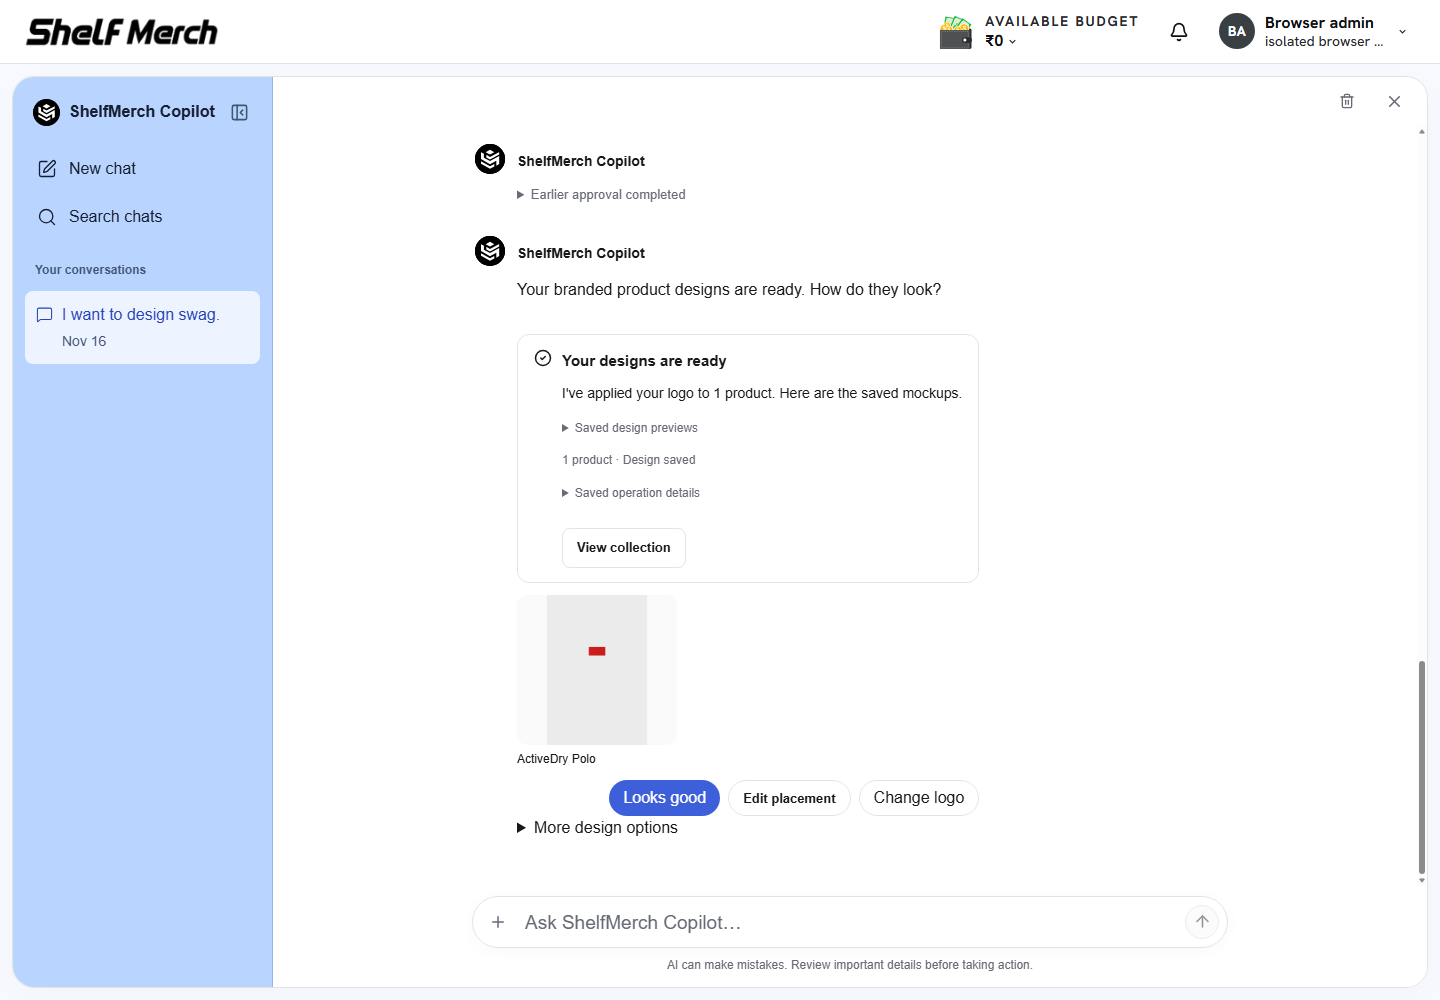 Shelf Merch
AVAILABLE BUDGET
₹0
BA
Browser admin
isolated browser ...
ShelfMerch Copilot
New chat
Search chats
Your conversations
I want to design swag.
Nov 16
ShelfMerch Copilot
Earlier approval completed
ShelfMerch Copilot
Your branded product designs are ready. How do they look?
Your designs are ready
I've applied your logo to 1 product. Here are the saved mockups.
Saved design previews
1 product · Design saved
Saved operation details
View collection
ActiveDry Polo
Looks good
Edit placement
Change logo
More design options
Ask ShelfMerch Copilot…
AI can make mistakes. Review important details before taking action.